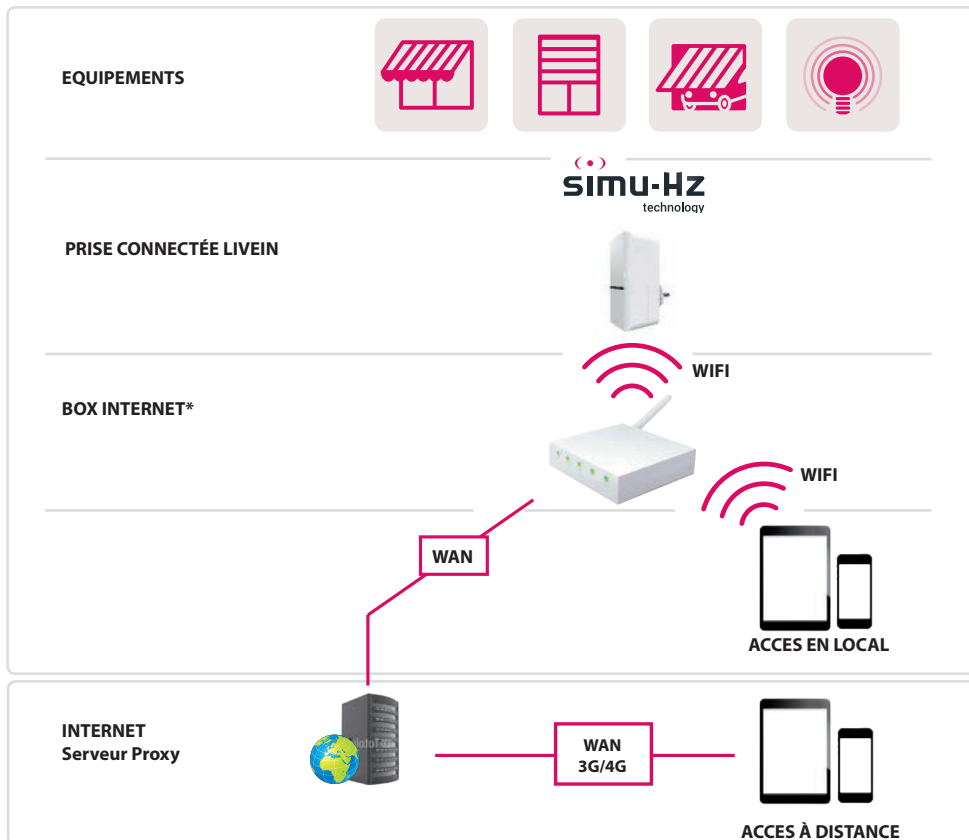 EQUIPEMENTS
simu-Hz
technology
PRISE CONNECTÉE LIVEIN
WIFI
BOX INTERNET*
WIFI
WAN
ACCES EN LOCAL
INTERNET
Serveur Proxy
WAN
3G/4G
ACCES À DISTANCE